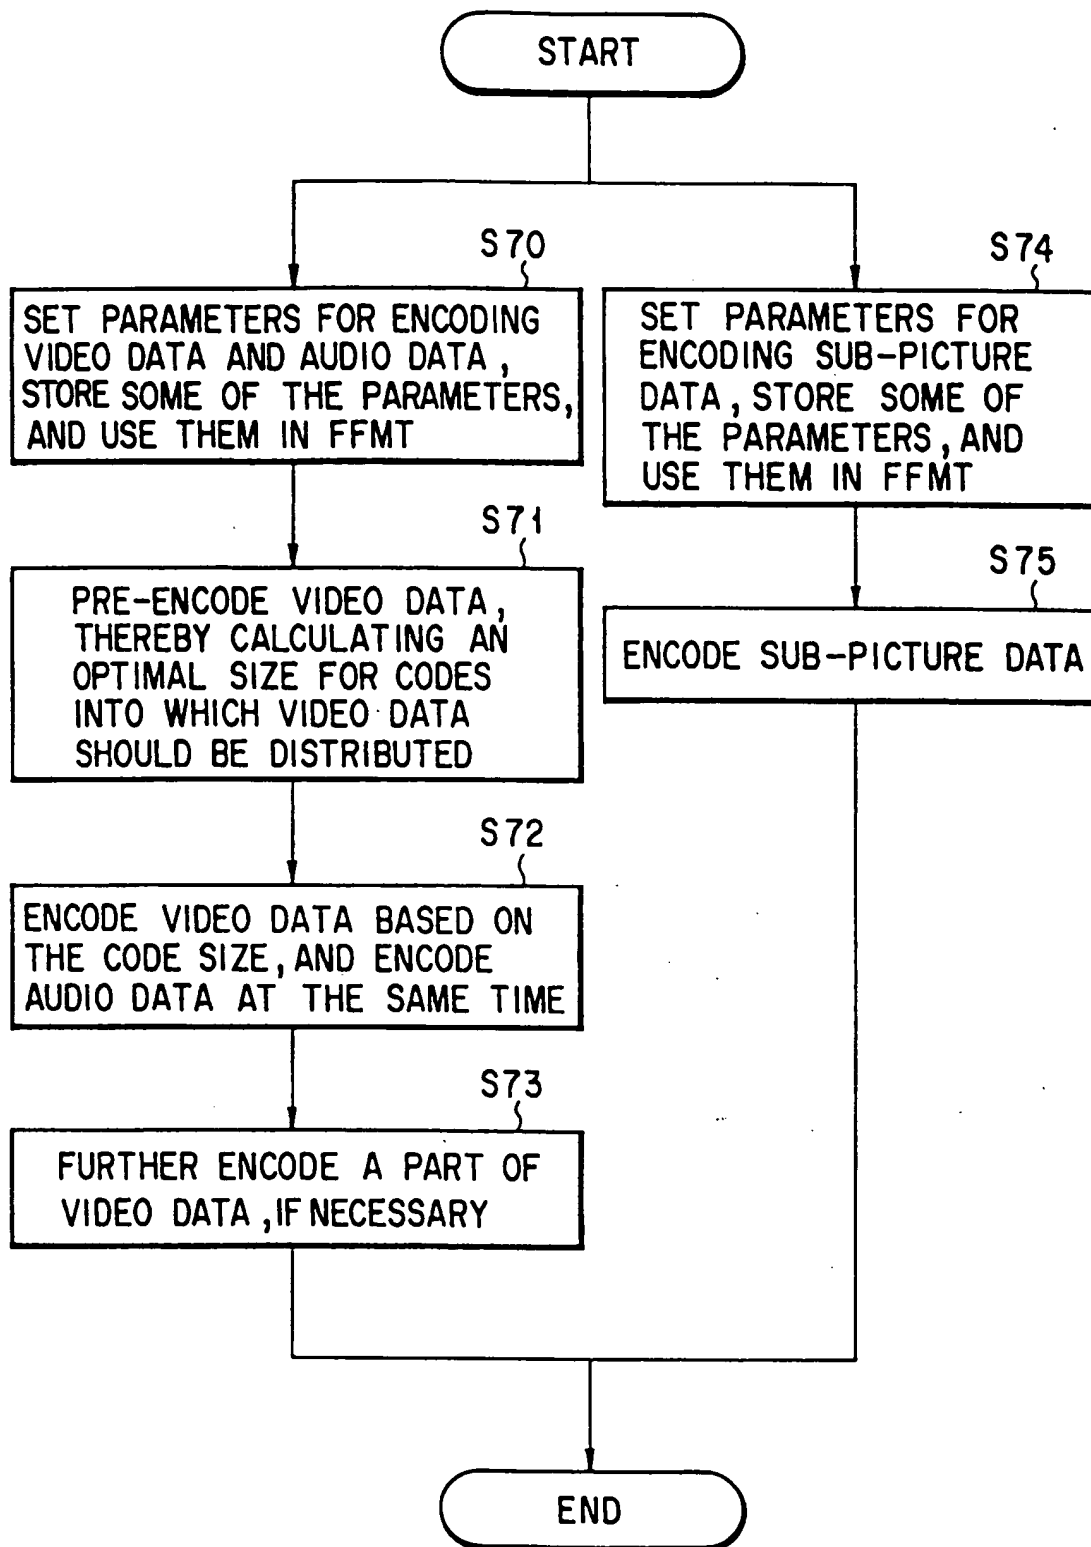 START
S70
SET PARAMETERS FOR ENCODING
VIDEO DATA AND AUDIO DATA,
STORE SOME OF THE PARAMETERS,
AND USE THEM IN FFMT
S71
PRE-ENCODE VIDEO DATA,
THEREBY CALCULATING AN
OPTIMAL SIZE FOR CODES
INTO WHICH VIDEO DATA
SHOULD BE DISTRIBUTED
S72
ENCODE VIDEO DATA BASED ON
THE CODE SIZE, AND ENCODE
AUDIO DATA AT THE SAME TIME
S73
FURTHER ENCODE A PART OF
VIDEO DATA, IF NECESSARY
S74
SET PARAMETERS FOR
ENCODING SUB-PICTURE
DATA, STORE SOME OF
THE PARAMETERS, AND
USE THEM IN FFMT
S75
ENCODE SUB-PICTURE DATA
END